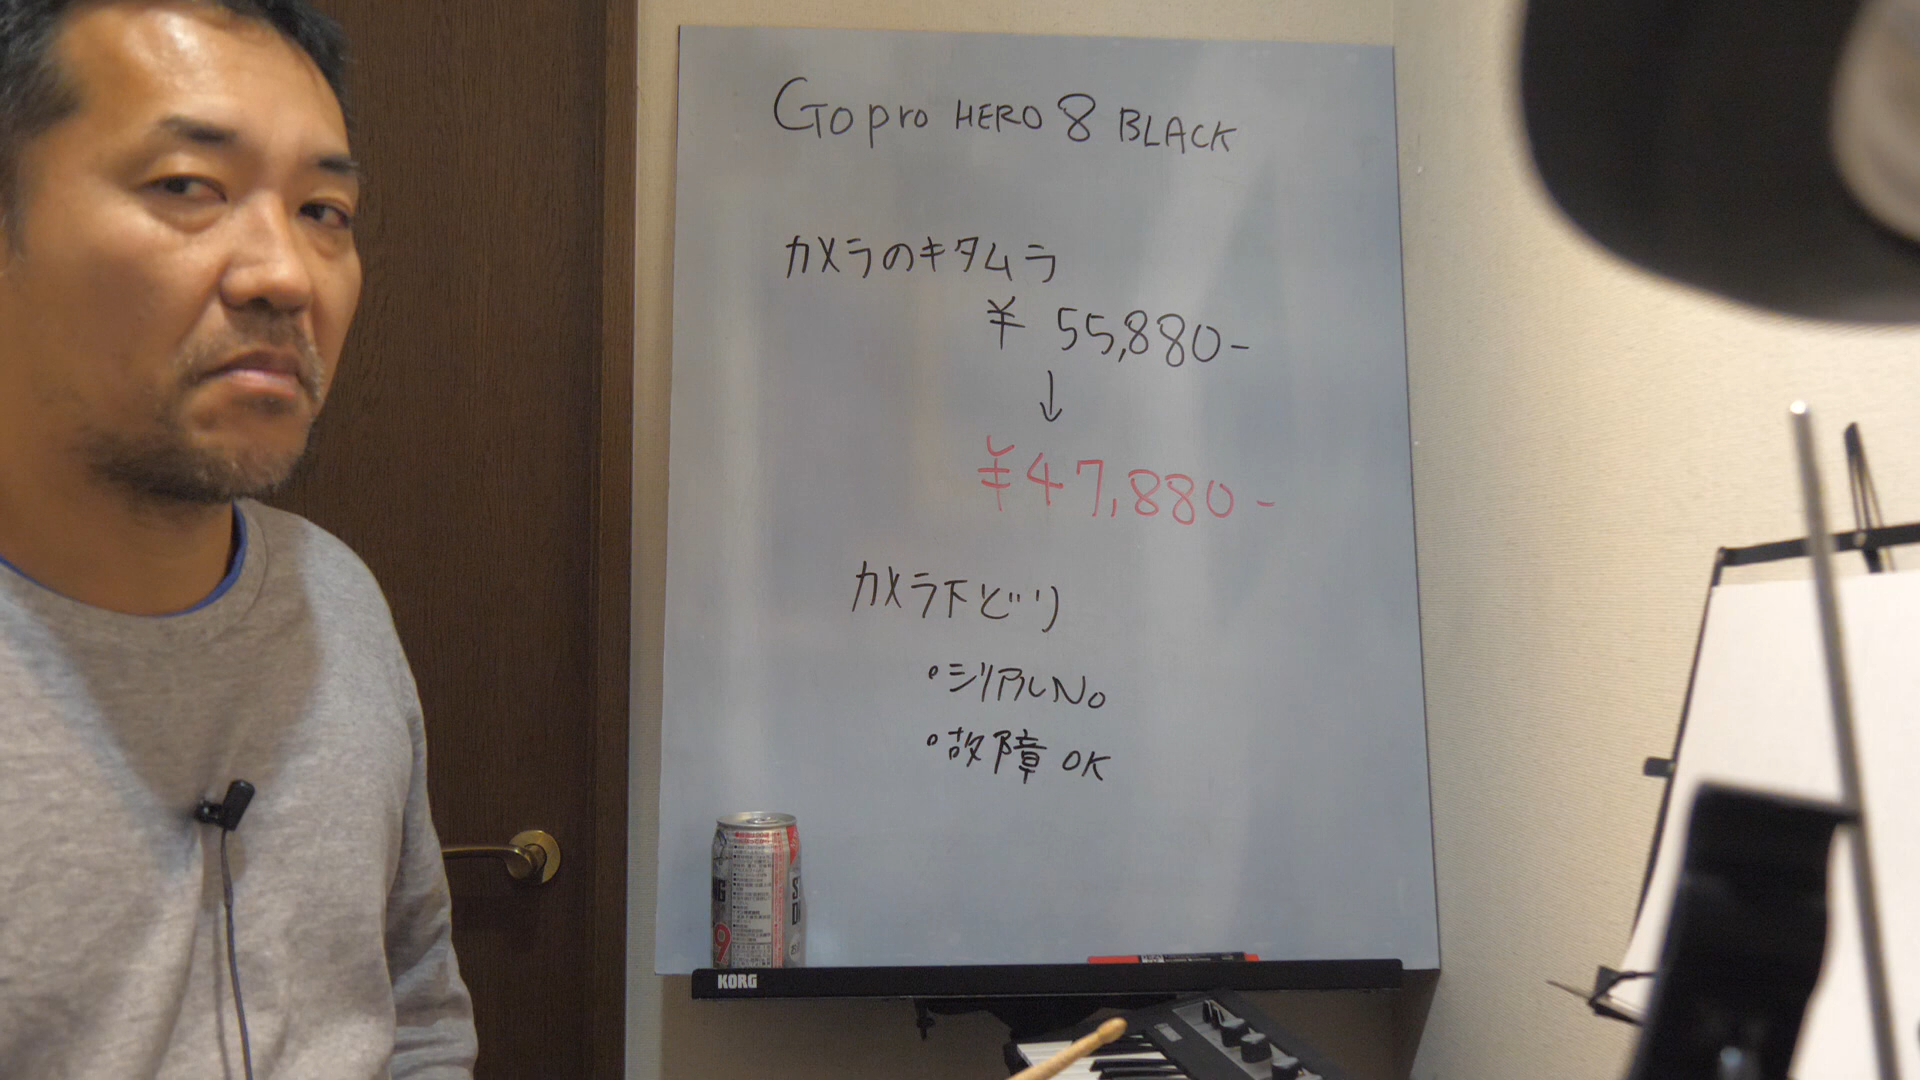 Gopro HERO 8 BLACK
カメラのキタムラ
¥ 55,880-
↓
¥47,880-
カメラ下どり
・シリアルNo
・故障 OK
KORG
9